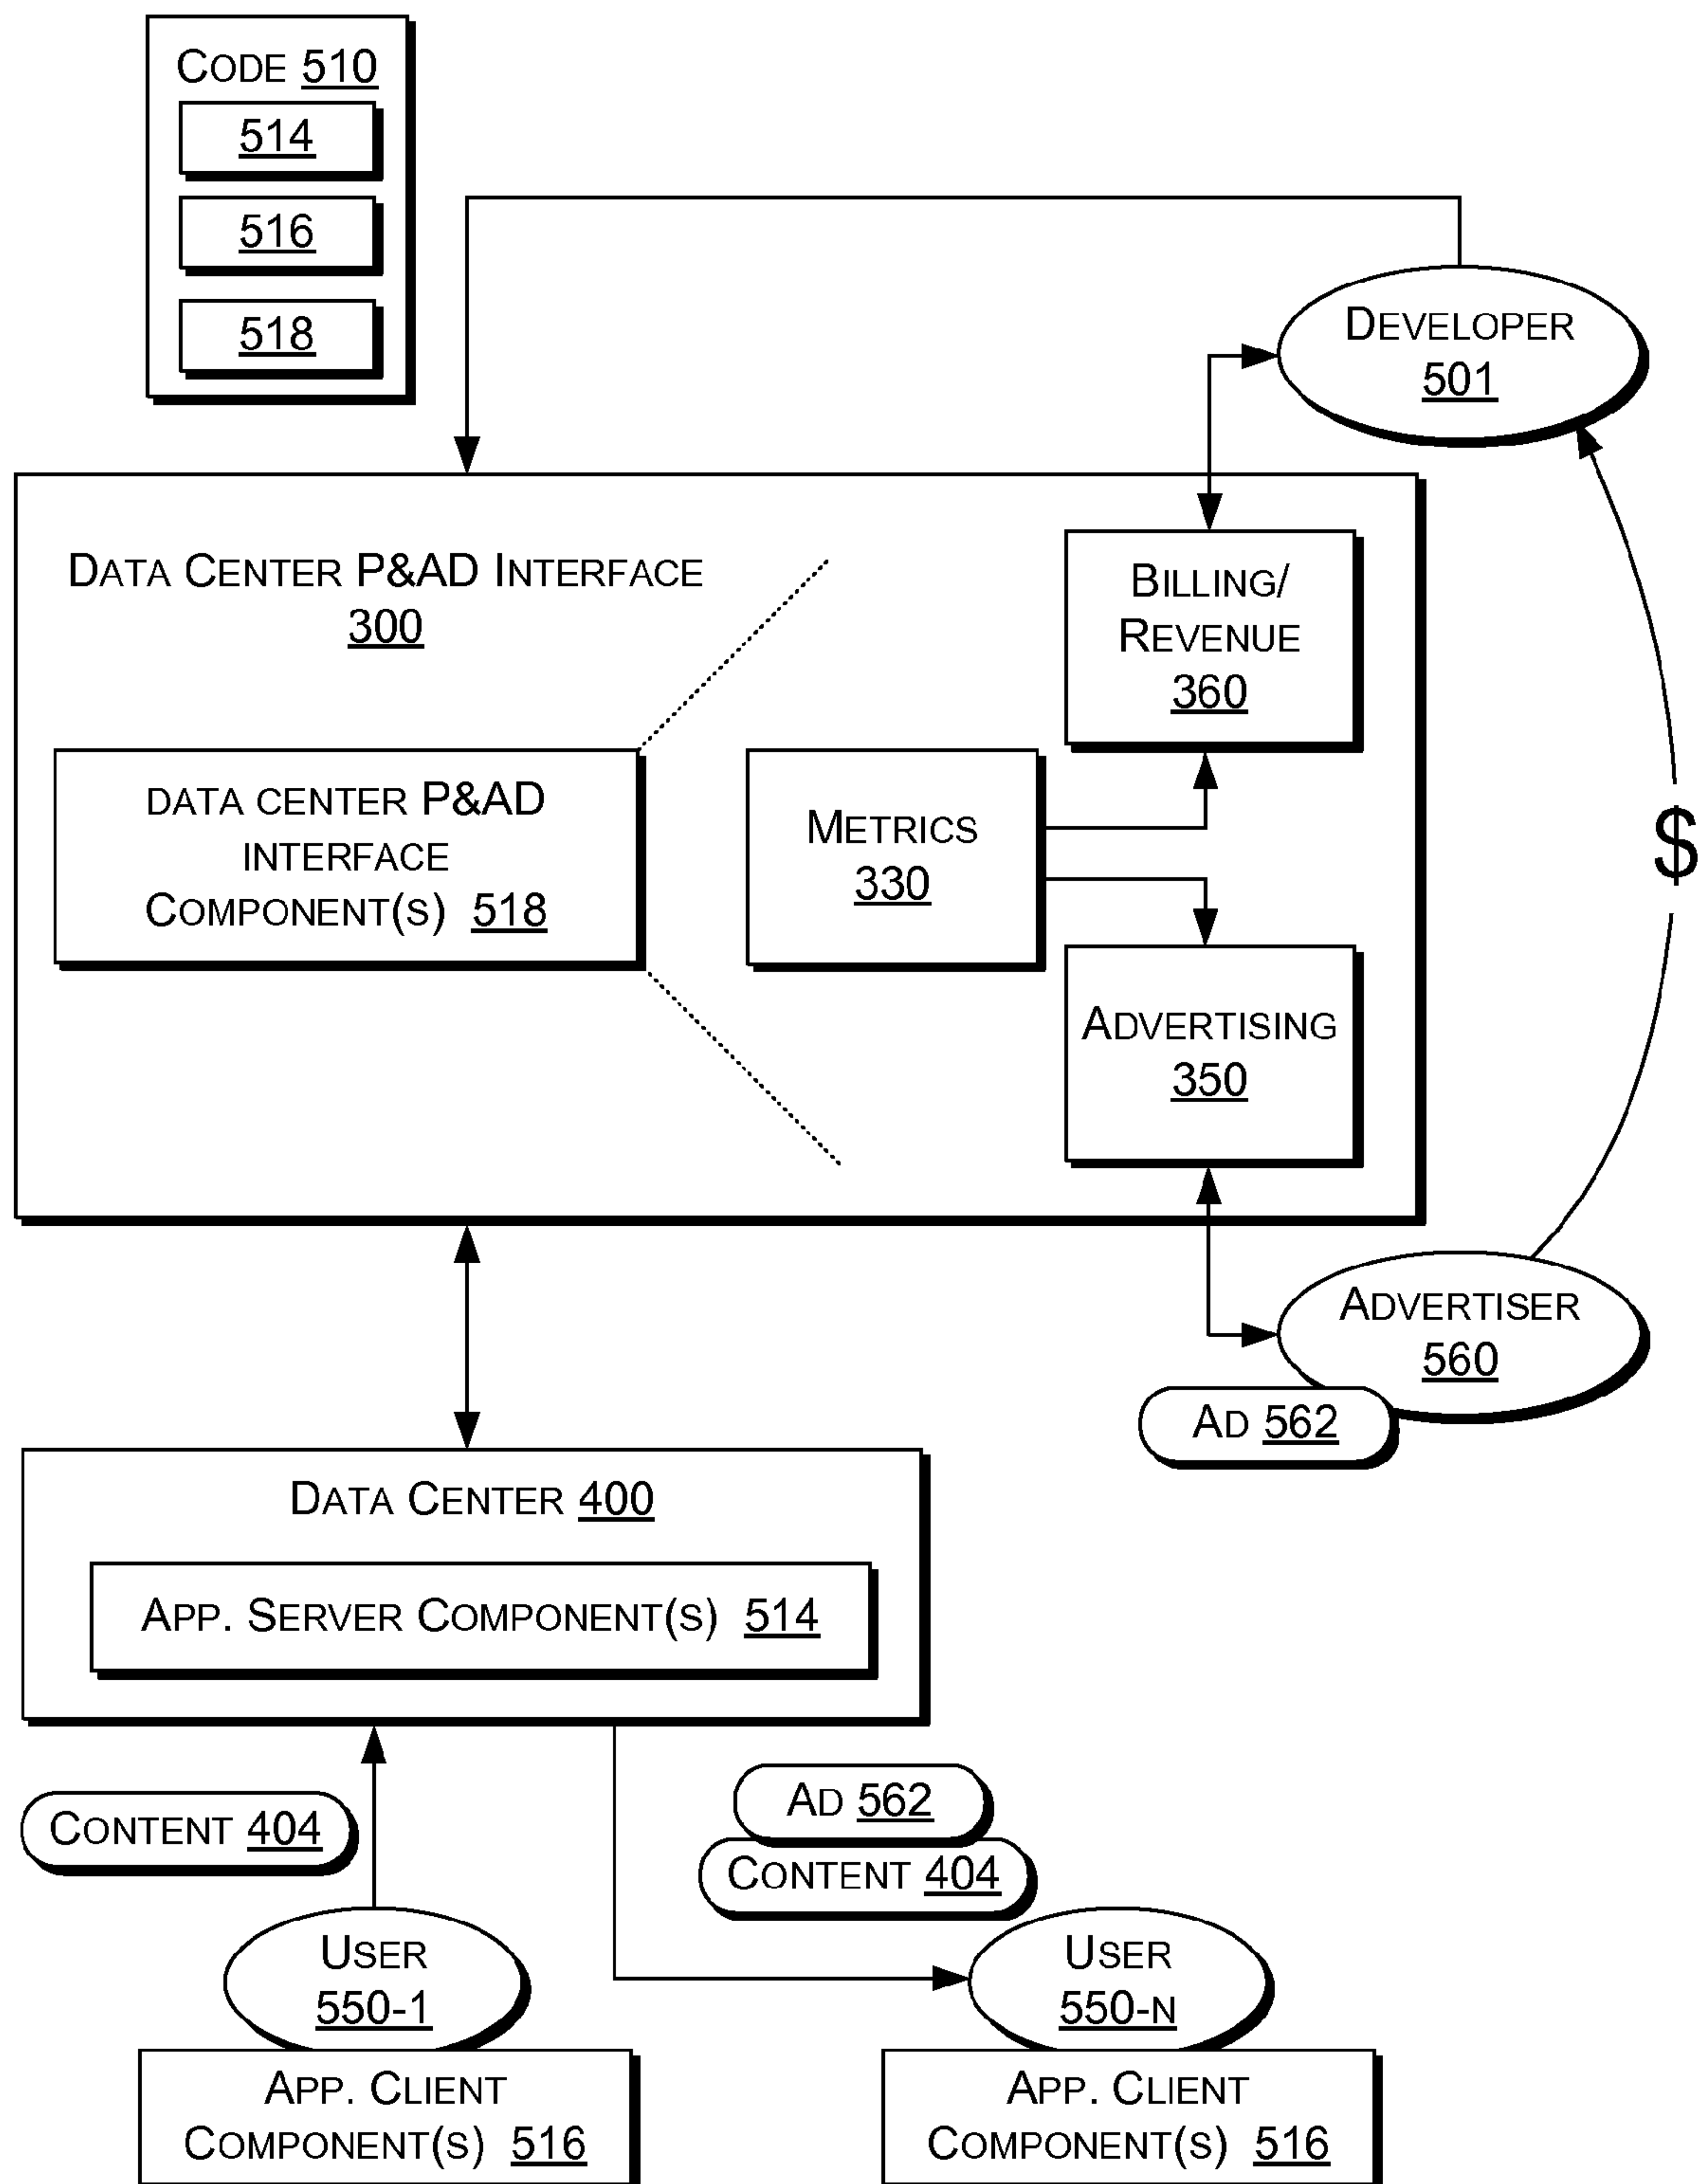 CODE 510
514
516
518
DEVELOPER
501
DATA CENTER P&AD INTERFACE
300
BILLING/
REVENUE
360
DATA CENTER P&AD
INTERFACE
COMPONENT(S) 518
METRICS
330
$
ADVERTISING
350
ADVERTISER
560
AD 562
DATA CENTER 400
APP. SERVER COMPONENT(S) 514
CONTENT 404
AD 562
CONTENT 404
USER
550-1
USER
550-N
APP. CLIENT
COMPONENT(S) 516
APP. CLIENT
COMPONENT(S) 516